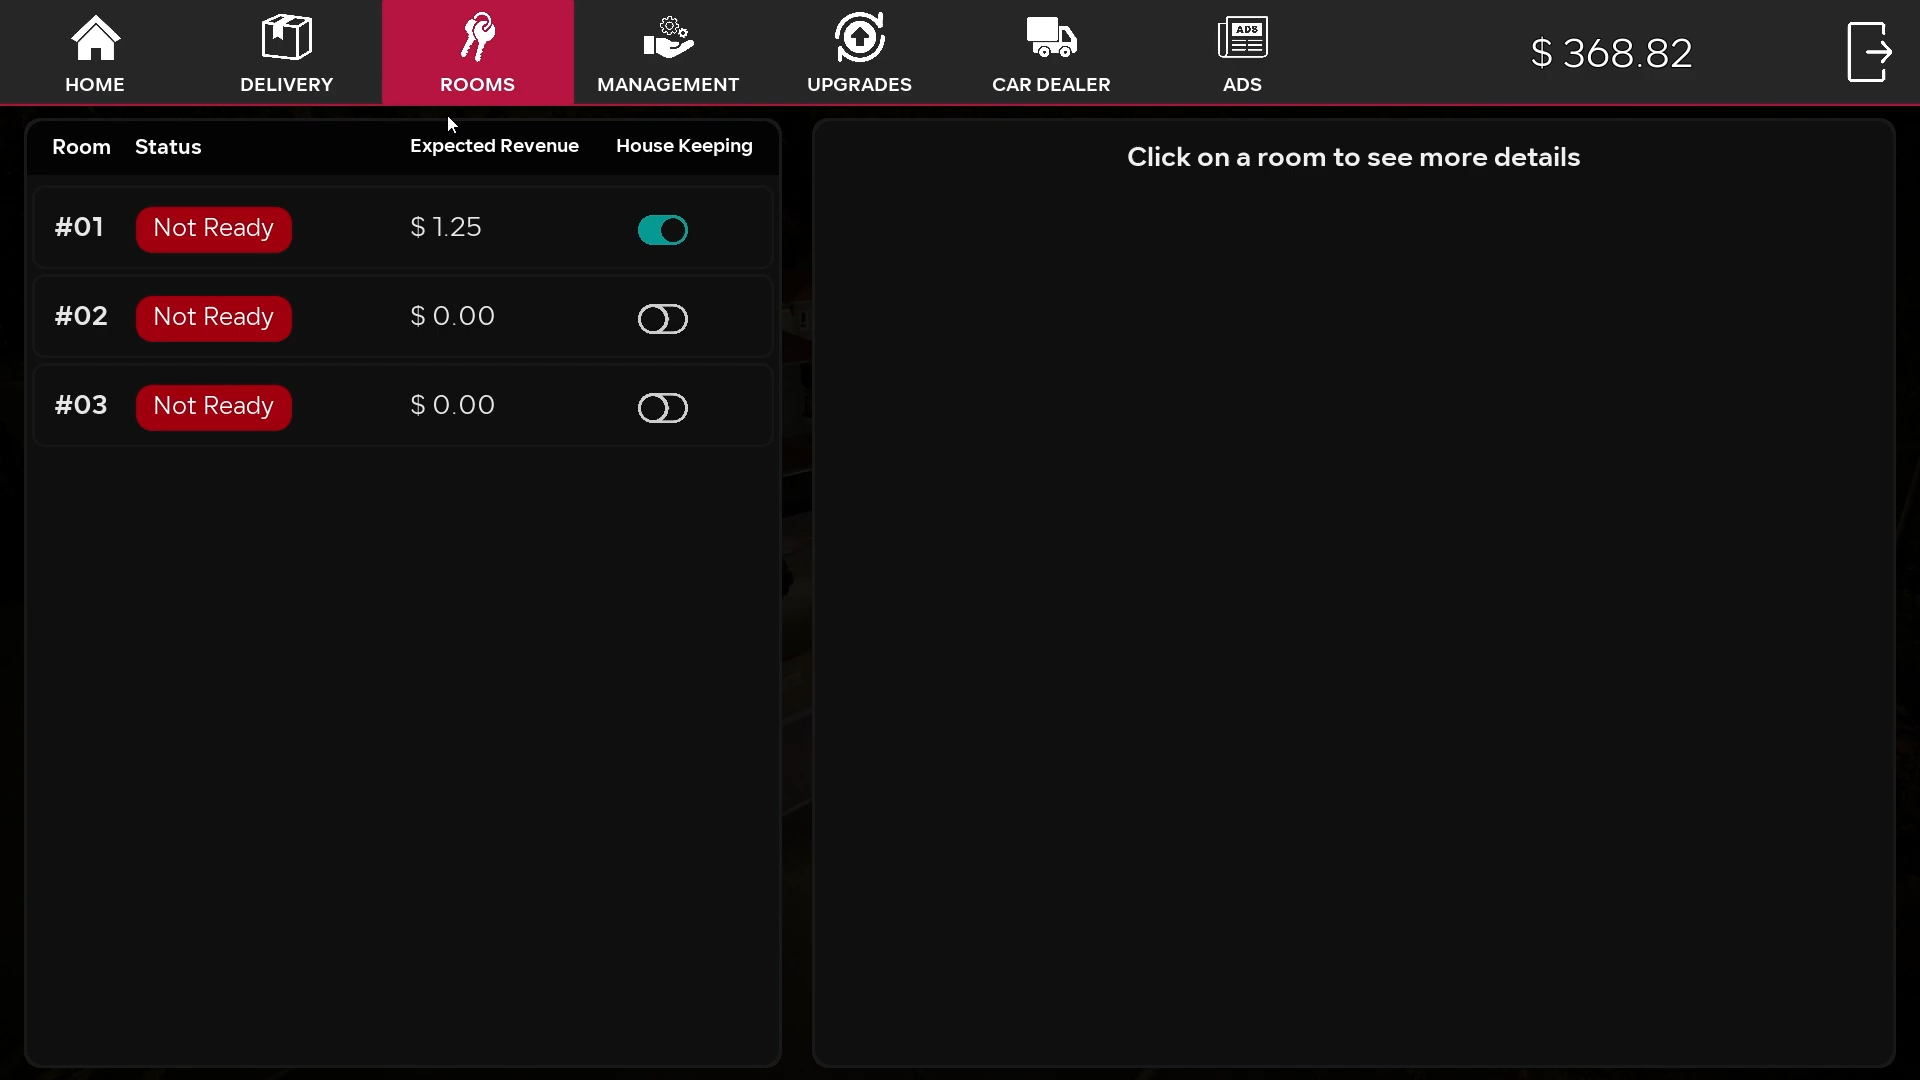 HOME
DELIVERY
ROOMS
MANAGEMENT
UPGRADES
CAR DEALER
ADS
ADS
$ 368.82
Room Status Expected Revenue House Keeping
#01 Not Ready $ 1.25
#02 Not Ready $ 0.00
#03 Not Ready $ 0.00
Click on a room to see more details